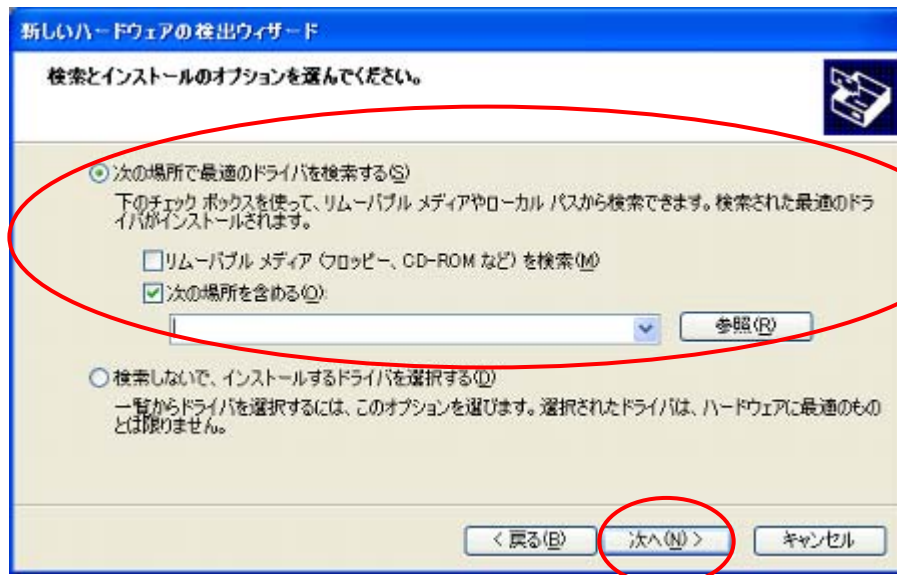 新しいハードウェアの検出ウィザード
検索とインストールのオプションを選んでください。
次の場所で最適のドライバを検索する(S)
下のチェック ボックスを使って、リムーバブル メディアやローカル パスから検索できます。検索された最適のドラ
イバがインストールされます。
リムーバブル メディア (フロッピー、CD-ROM など) を検索(M)
次の場所を含める(O):
参照(R)
検索しないで、インストールするドライバを選択する(D)
一覧からドライバを選択するには、このオプションを選びます。選択されたドライバは、ハードウェアに最適のもの
とは限りません。
< 戻る(B)
次へ(N) >
キャンセル